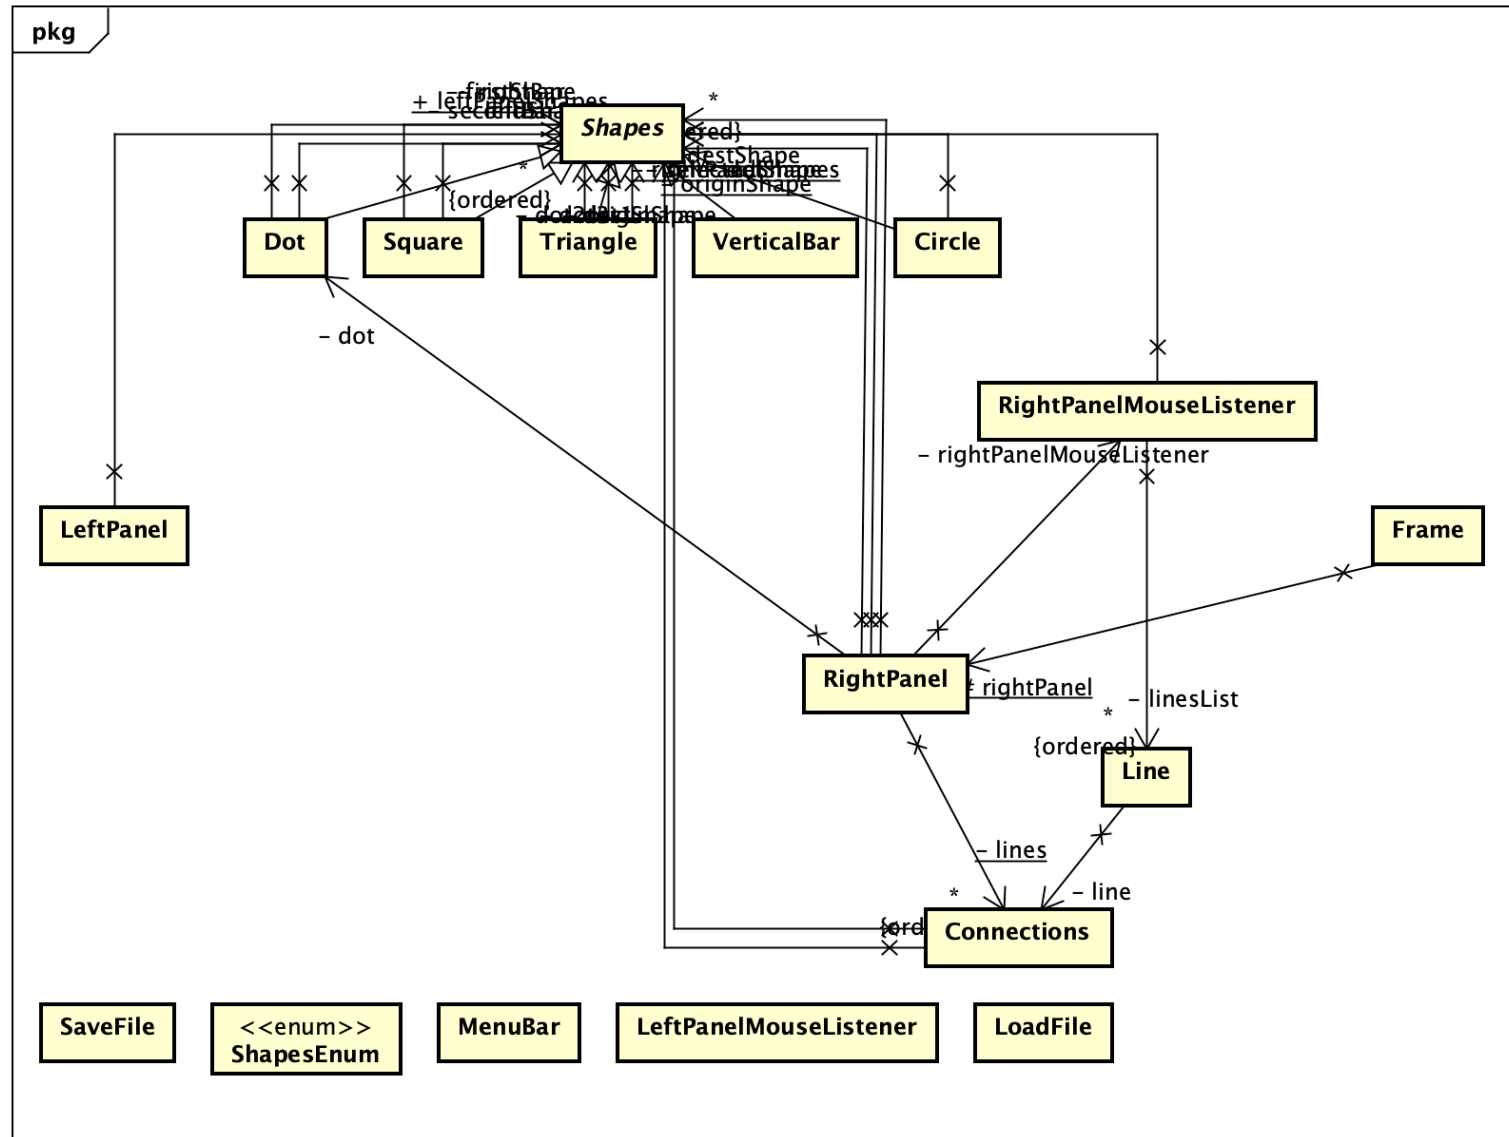 pkg
+ leftPanelShapes
*
Shapes
destShape
- originShape
*
{ordered}
Dot
Square
Triangle
VerticalBar
Circle
- dot
RightPanelMouseListener
- rightPanelMouseListener
LeftPanel
Frame
RightPanel
rightPanel
- linesList
*
{ordered}
Line
- lines
*
- line
Connections
SaveFile
<<enum>>
ShapesEnum
MenuBar
LeftPanelMouseListener
LoadFile